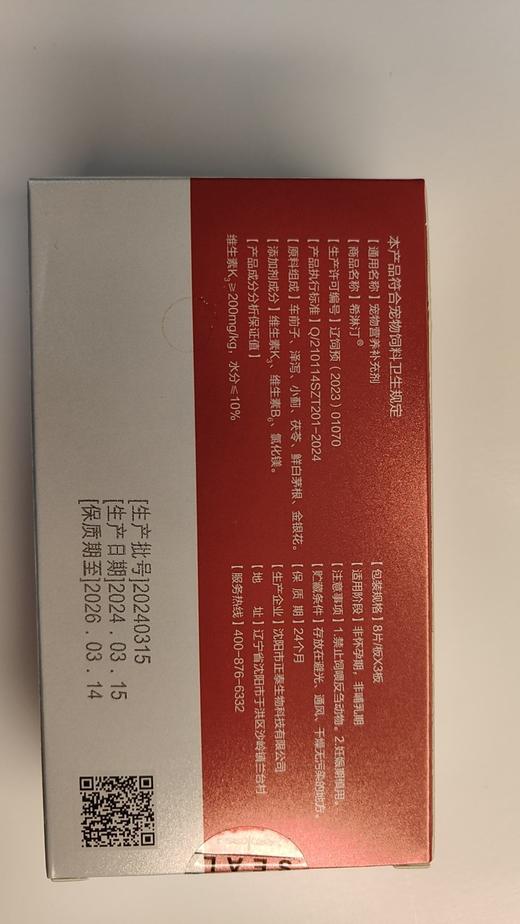 本产品符合宠物饲料卫生规定
【通用名称】宠物营养补充剂
【商品名称】希淋汀®
【生产许可编号】辽饲预（2023）01070
【产品执行标准】Q/210114SZT201-2024
【原料组成】车前子、泽泻、小蓟、茯苓、鲜白茅根、金银花。
【添加剂成分】维生素K₃、维生素B₆、氯化镁。
【产品成分分析保证值】
维生素K₃≥200mg/kg，水分≤10%
【包装规格】8片/板X3板
【适用阶段】非怀孕期，非哺乳期
【注意事项】1.禁止饲喂反刍动物。2.妊娠期慎用。
【贮藏条件】存放在避光、通风、干燥无污染的地方。
【保 质 期】24个月
【生产企业】沈阳市正泰生物科技有限公司
【地 址】辽宁省沈阳市于洪区沙岭镇兰台村
【服务热线】400-876-6332
[生产批号]20240315
[生产日期]2024.03.15
[保质期至]2026.03.14
SEAL